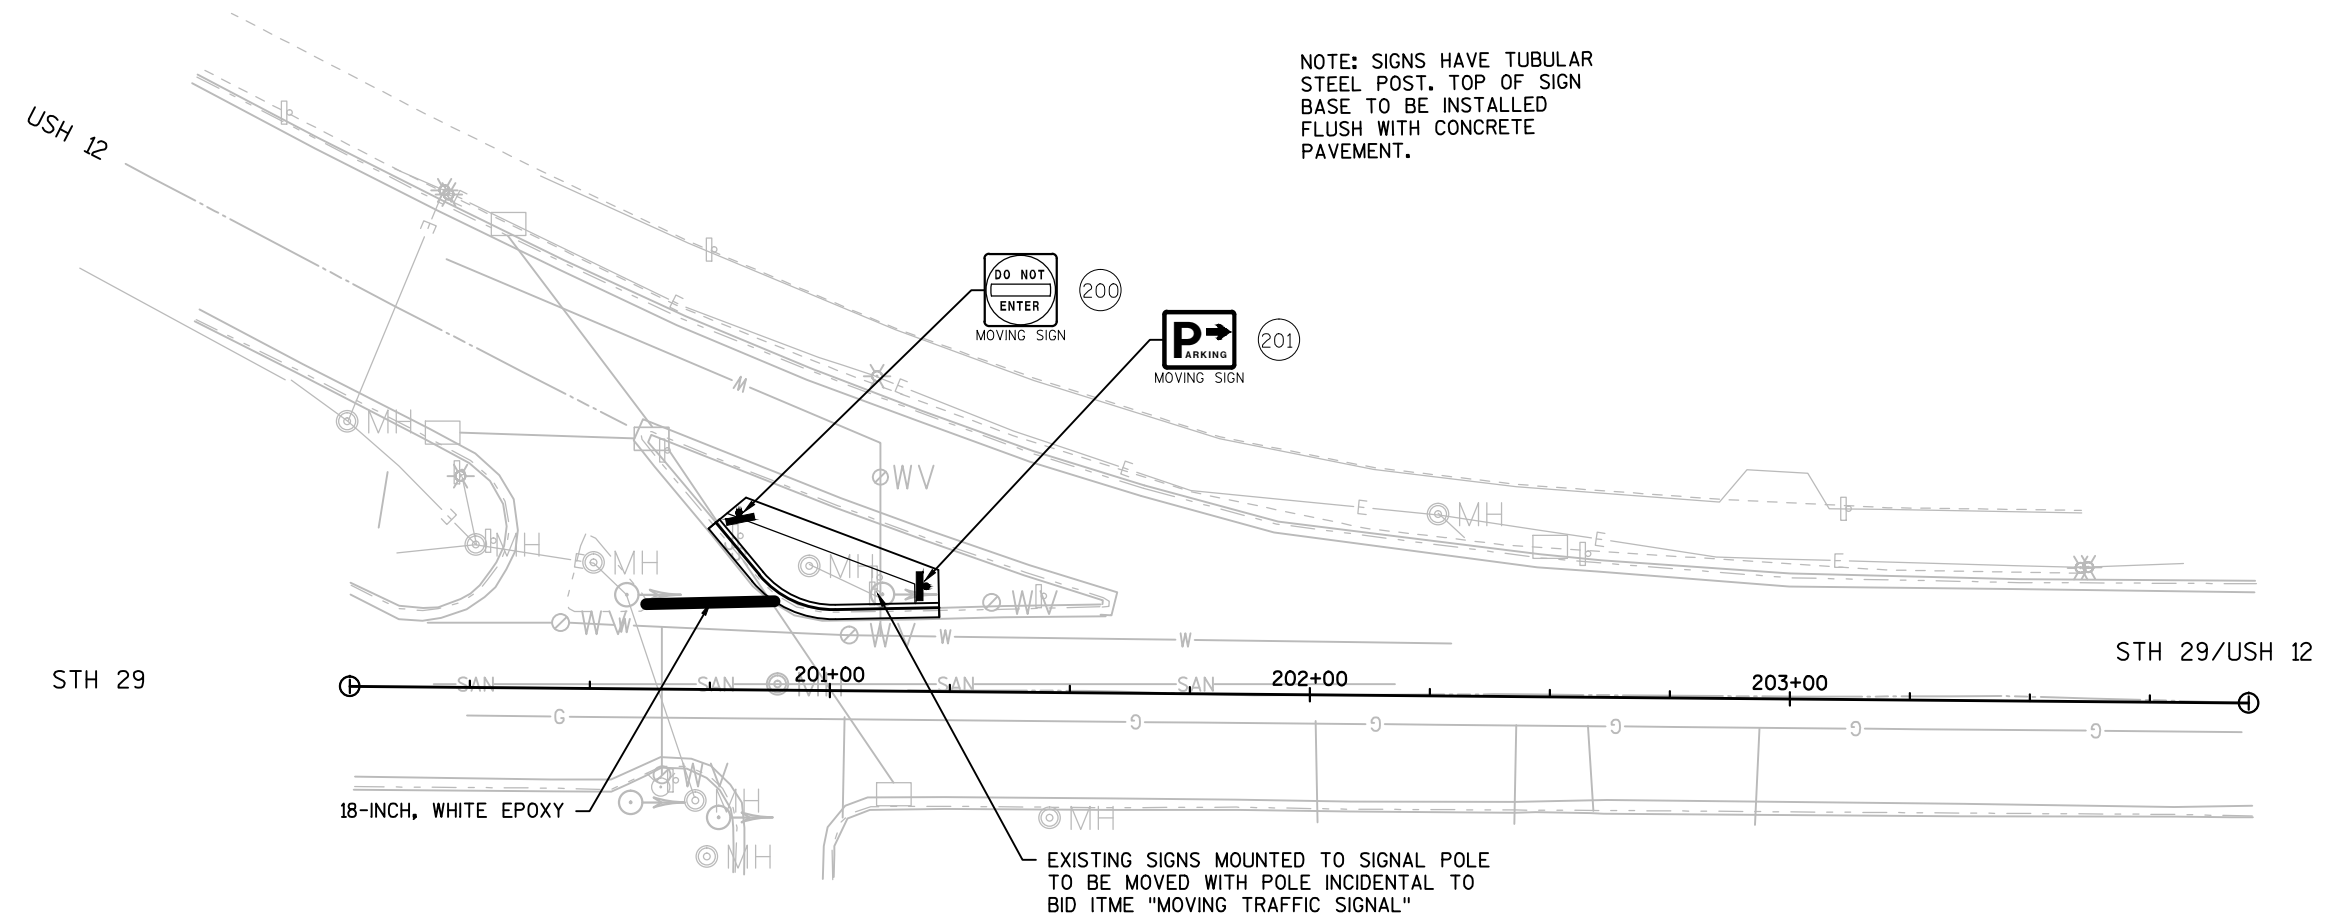 NOTE: SIGNS HAVE TUBULAR
STEEL POST. TOP OF SIGN
BASE TO BE INSTALLED
FLUSH WITH CONCRETE
PAVEMENT.
USH 12
E
DO NOT
ENTER
200
MOVING SIGN
E
P
ARKING
201
MOVING SIGN
W
E
MH
WV
E
E
MH
E
MH
E
E
MH
E
MH
WV
WV
W
WV
W
W
STH 29/USH 12
STH 29
SAN
SAN
MH
201+00
SAN
SAN
202+00
203+00
G
G
G
G
G
G
WV
MH
18-INCH, WHITE EPOXY
MH
MH
EXISTING SIGNS MOUNTED TO SIGNAL POLE
TO BE MOVED WITH POLE INCIDENTAL TO
BID ITME "MOVING TRAFFIC SIGNAL"